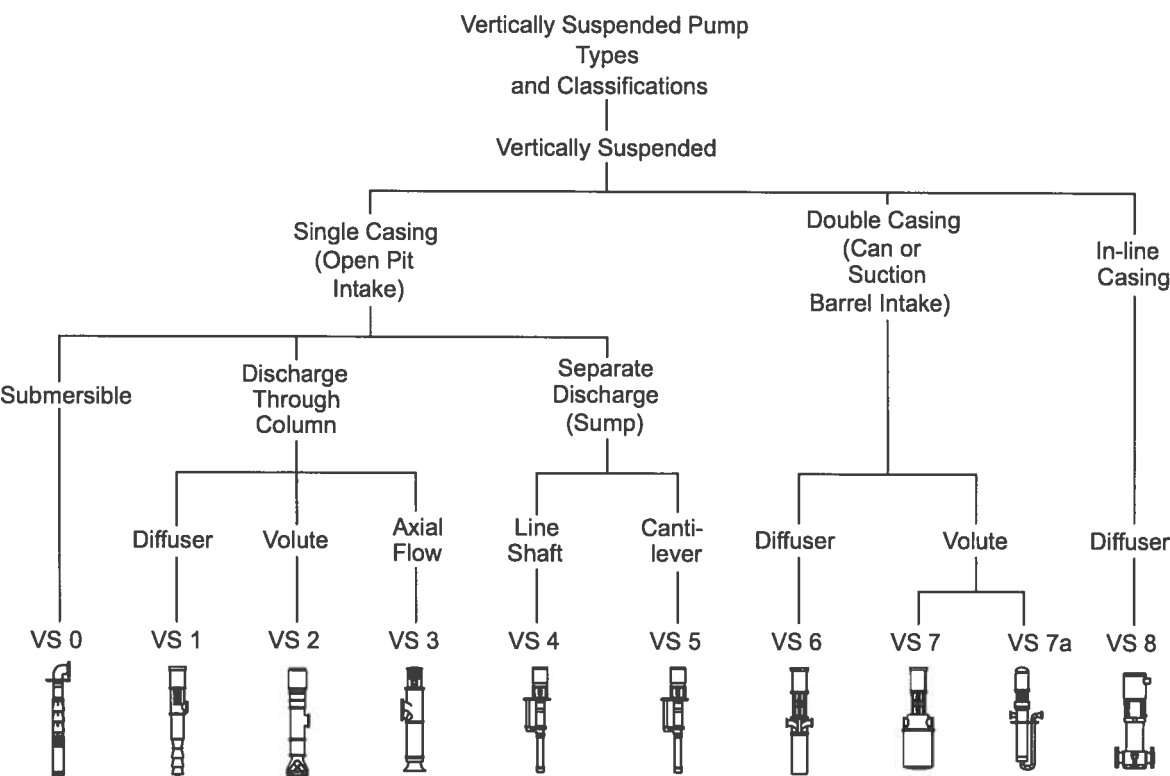 Vertically Suspended Pump
Types
and Classifications
Vertically Suspended
Single Casing
(Open Pit
Intake)
Double Casing
(Can or
Suction
Barrel Intake)
In-line
Casing
Submersible
Discharge
Through
Column
Separate
Discharge
(Sump)
Diffuser
Volute
Axial
Flow
Line
Shaft
Canti-
lever
Diffuser
Volute
Diffuser
VS 0
VS 1
VS 2
VS 3
VS 4
VS 5
VS 6
VS 7
VS 7a
VS 8